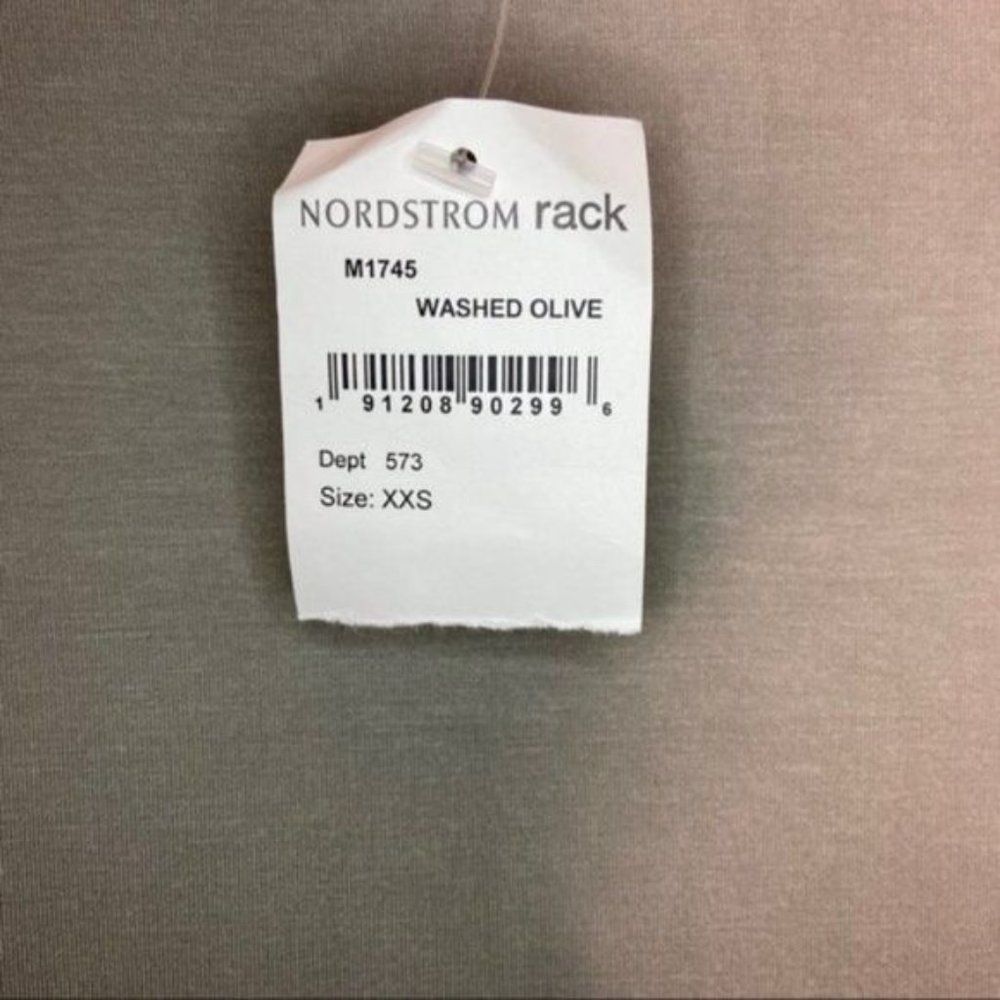 NORDSTROM rack
M1745
WASHED OLIVE
1 91208 90299 6
Dept 573
Size: XXS